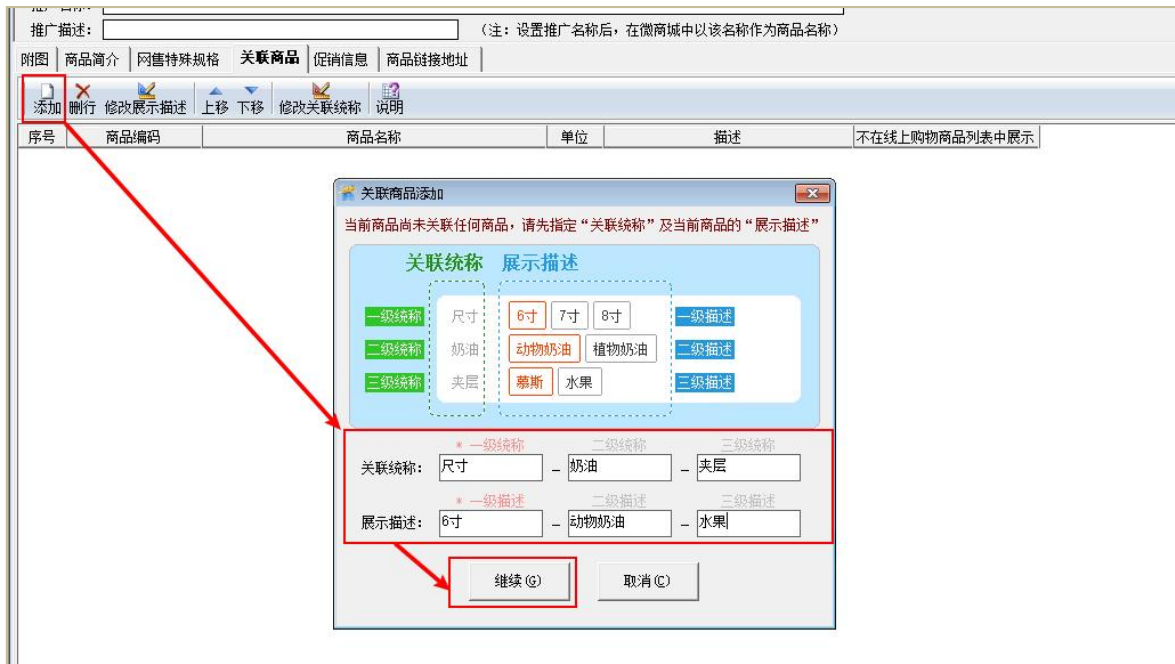 推广描述： （注：设置推广名称后，在微商城中以该名称作为商品名称）
附图 商品简介 网售特殊规格 关联商品 促销信息 商品链接地址
添加 删行 修改展示描述 上移 下移 修改关联统称 说明
序号 商品编码 商品名称 单位 描述 不在线上购物商品列表中展示
关联商品添加
当前商品尚未关联任何商品，请先指定“关联统称”及当前商品的“展示描述”
关联统称 展示描述
一级统称 尺寸 6寸 7寸 8寸 一级描述
二级统称 奶油 动物奶油 植物奶油 二级描述
三级统称 夹层 慕斯 水果 三级描述
* 一级统称 二级统称 三级统称
关联统称： 尺寸 - 奶油 - 夹层
* 一级描述 二级描述 三级描述
展示描述： 6寸 - 动物奶油 - 水果
继续(G) 取消(C)